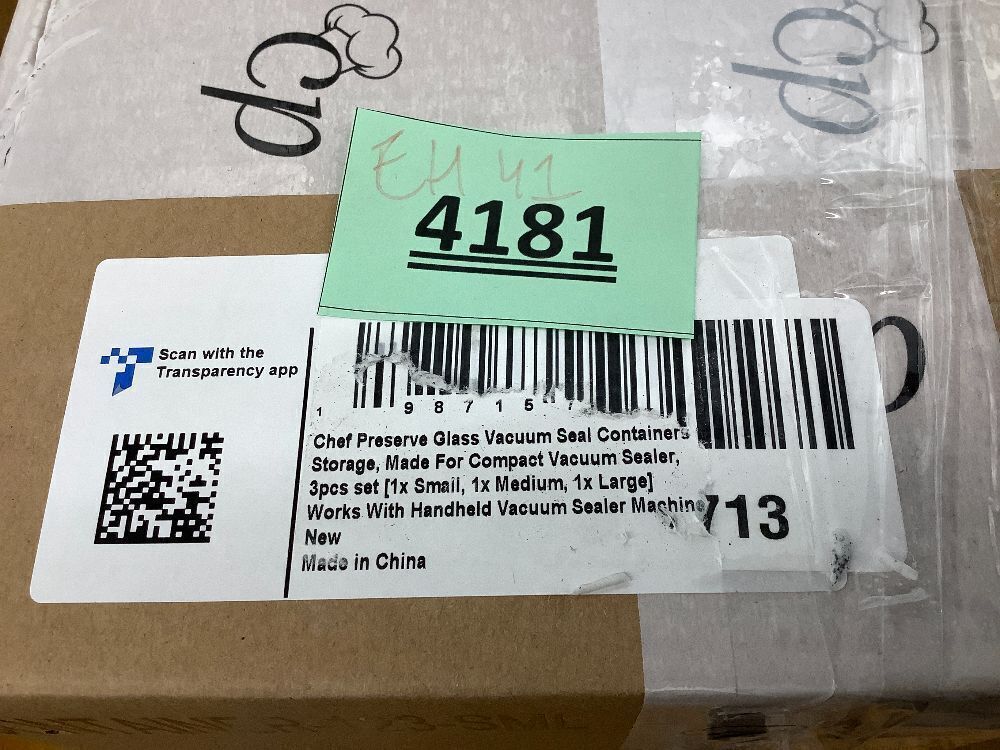 cp
cp
EH 41
4181
Scan with the
Transparency app
1 98715
Chef Preserve Glass Vacuum Seal Containers
Storage, Made For Compact Vacuum Sealer,
3pcs set [1x Small, 1x Medium, 1x Large]
Works With Handheld Vacuum Sealer Machine
New
Made in China
713